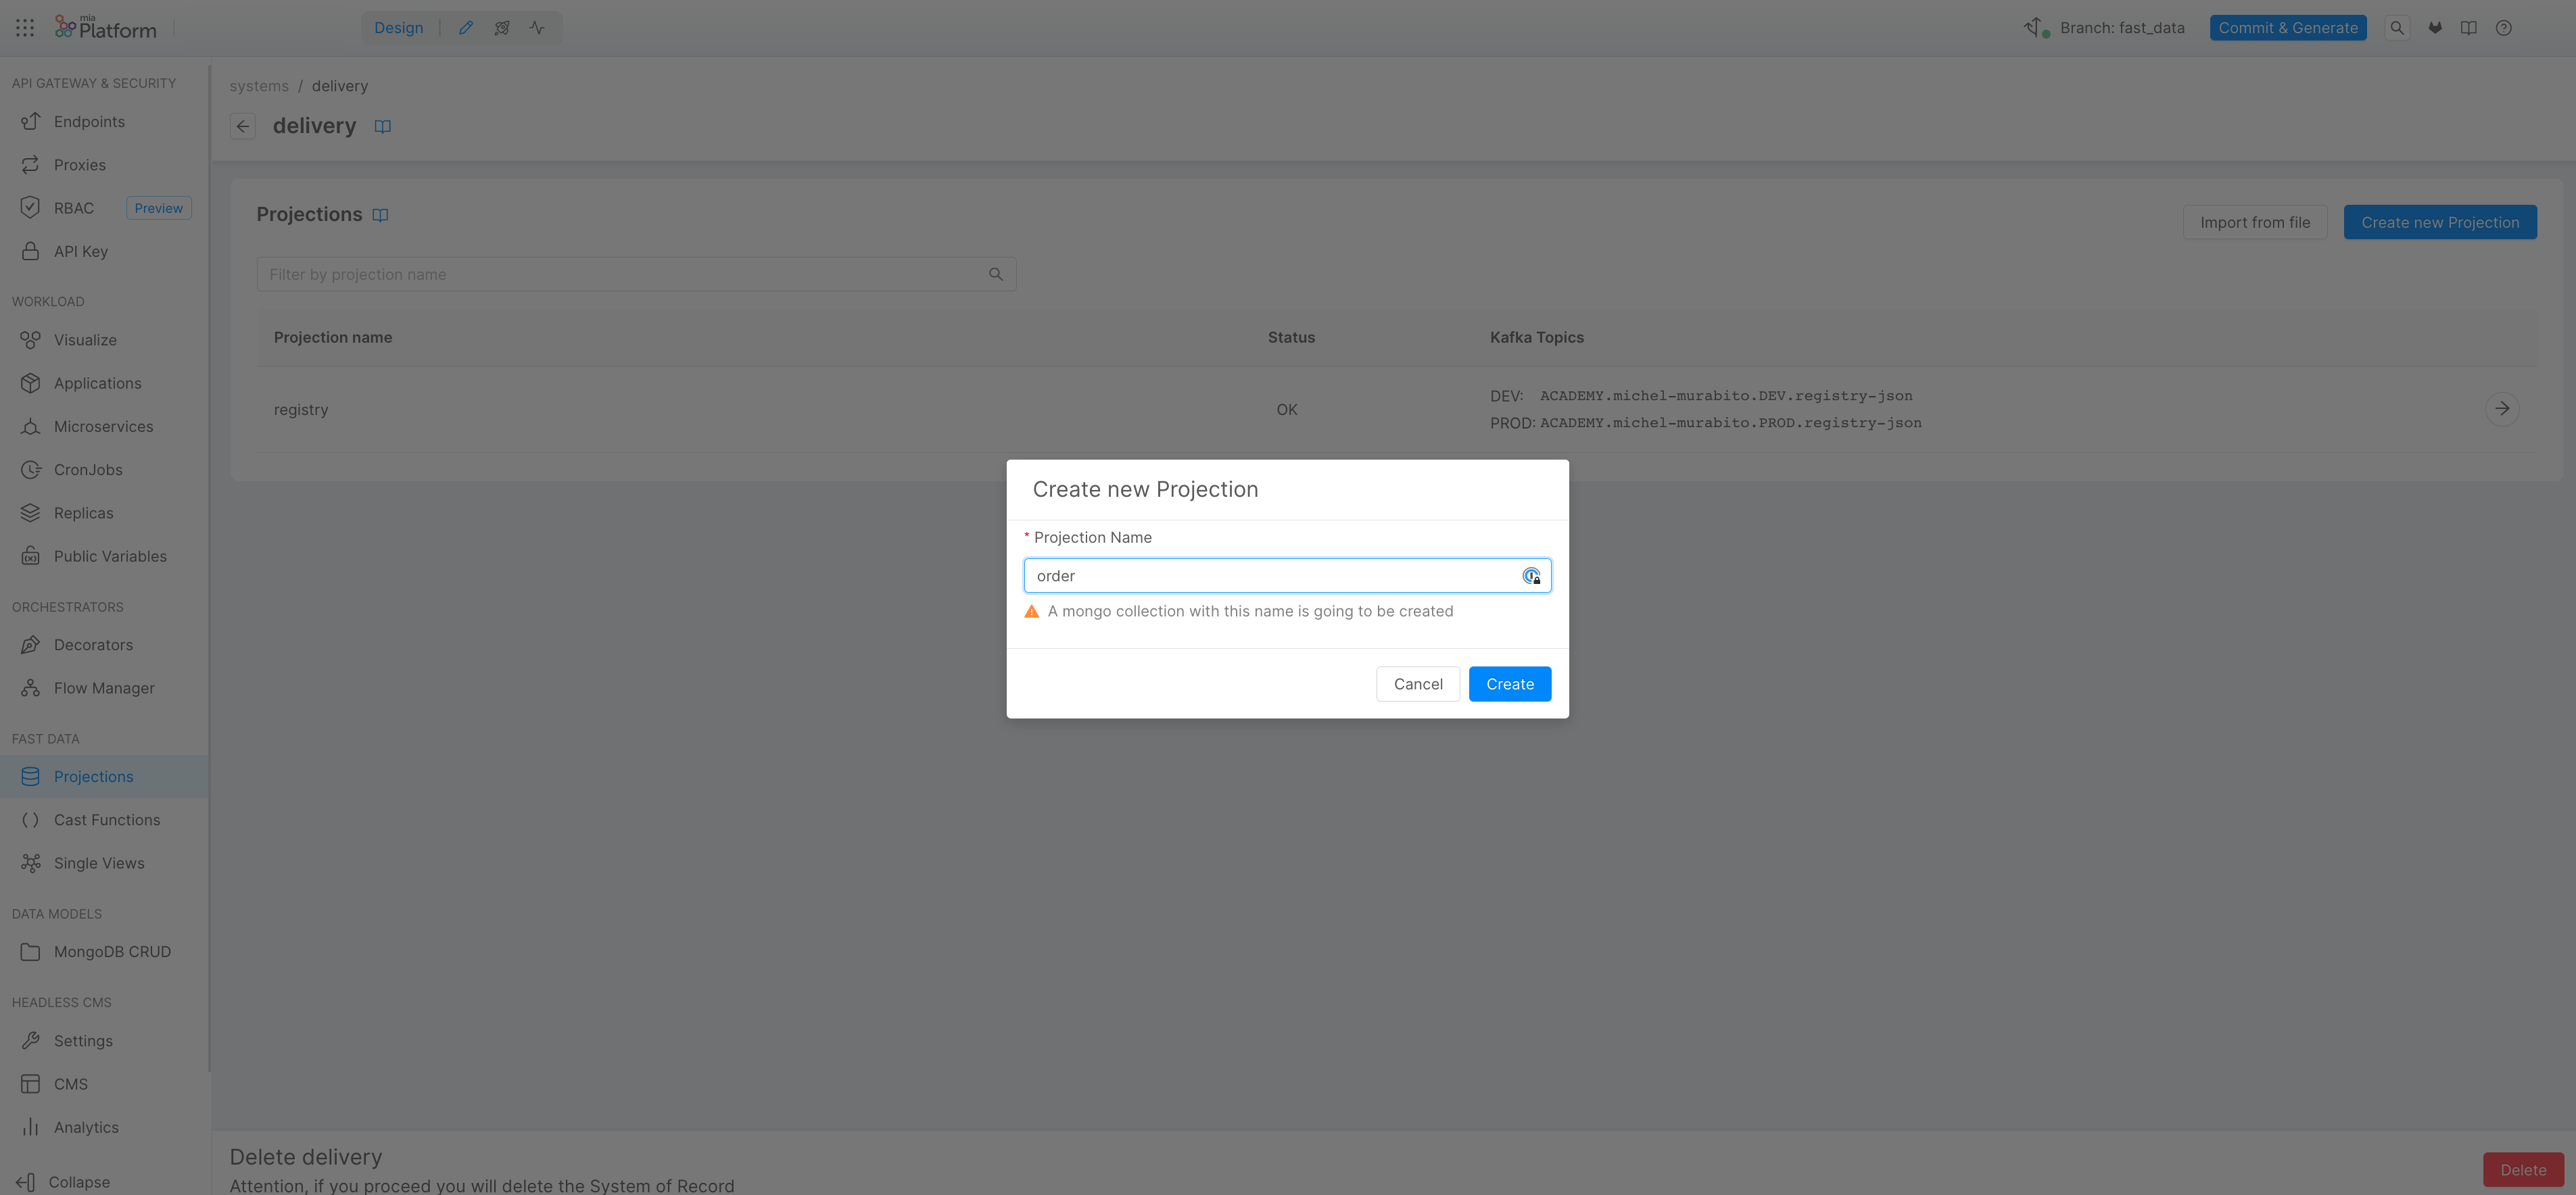 mia
Platform
Design
Branch: fast_data
Commit & Generate
API GATEWAY & SECURITY
Endpoints
Proxies
RBAC
Preview
API Key
WORKLOAD
Visualize
Applications
Microservices
CronJobs
Replicas
Public Variables
ORCHESTRATORS
Decorators
Flow Manager
FAST DATA
Projections
Cast Functions
Single Views
DATA MODELS
MongoDB CRUD
HEADLESS CMS
Settings
CMS
Analytics
Collapse
systems / delivery
delivery
Projections
Import from file
Create new Projection
Filter by projection name
Projection name
Status
Kafka Topics
registry
OK
DEV: ACADEMY.michel-murabito.DEV.registry-json
PROD: ACADEMY.michel-murabito.PROD.registry-json
Create new Projection
* Projection Name
order
A mongo collection with this name is going to be created
Cancel
Create
Delete delivery
Attention, if you proceed you will delete the System of Record
Delete